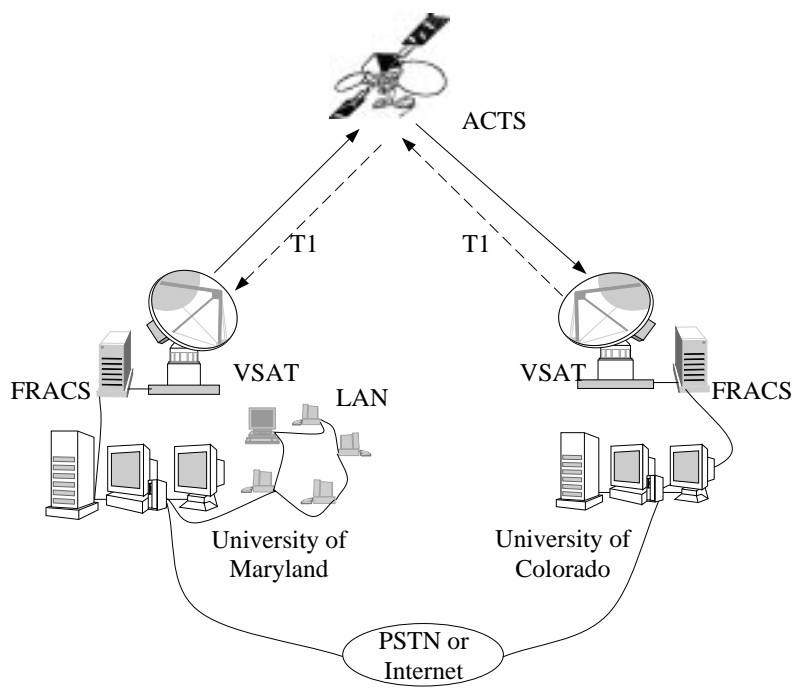 ACTS
T1
T1
VSAT
FRACS
LAN
VSAT
FRACS
University of
Maryland
University of
Colorado
PSTN or
Internet